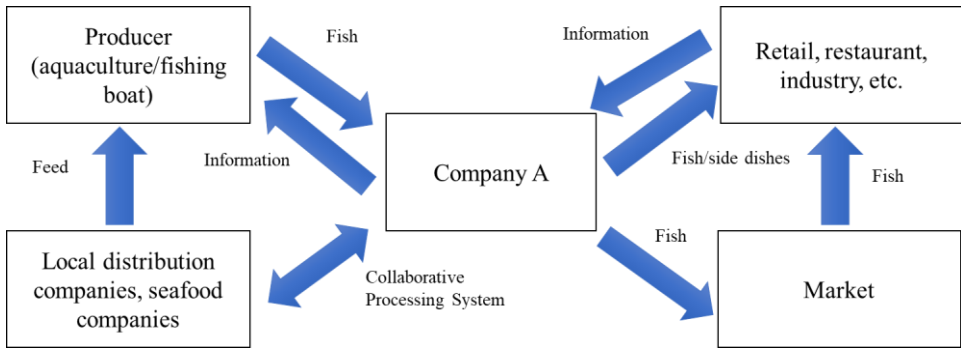 Producer
(aquaculture/fishing
boat)
Fish
Information
Retail, restaurant,
industry, etc.
Company A
Feed
Information
Fish/side dishes
Fish
Local distribution
companies, seafood
companies
Collaborative
Processing System
Fish
Market